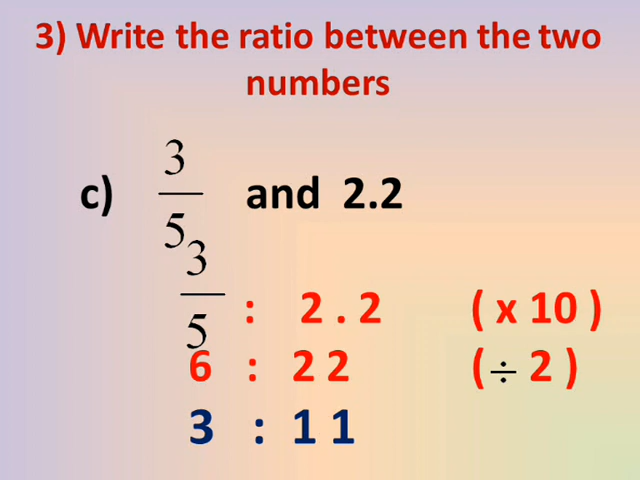 3) Write the ratio between the two
numbers
c) 3/5 and 2.2
3/5 : 2 . 2 ( x 10 )
6 : 2 2 ( ÷ 2 )
3 : 1 1